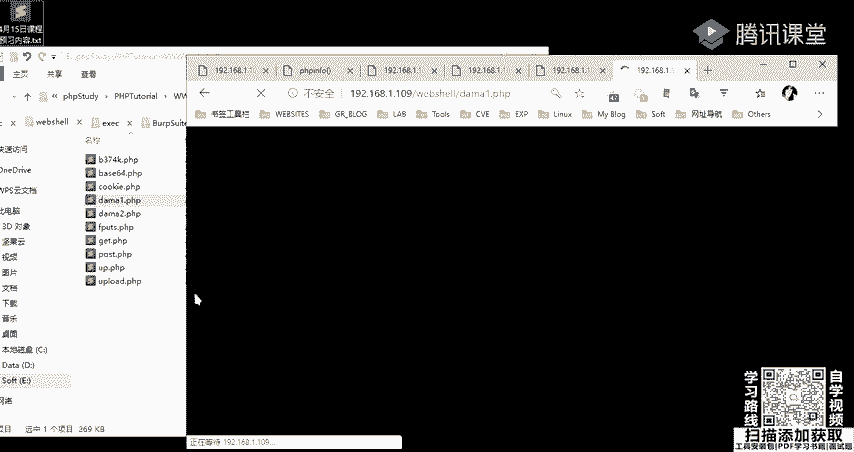 4月15日课程
预习内容.txt
腾讯课堂
主页 共享 查看
phpStudy › PHPTutorial › WW
webshell exec BurpSuite
192.168.1.1 phpinfo() 192.168.1. 192.168.1. 192.168.1.1 192.168.1.
不安全 192.168.1.109/webshell/dama1.php
书签工具栏 WEBSITES GR_BLOG LAB Tools CVE EXP Linux My Blog Soft 网址导航 Others
名称
快速访问
OneDrive
WPS云文档
此电脑
3D 对象
坚果云
视频
图片
文档
下载
音乐
桌面
本地磁盘 (C:)
Data (D:)
Soft (E:)
网络
b374k.php
base64.php
cookie.php
dama1.php
dama2.php
fputs.php
get.php
post.php
up.php
upload.php
项目 选中 1 个项目 269 KB
正在等待 192.168.1.109...
学习路线
自学视频
扫描添加获取
工具安装包|PDF学习书籍|面试题